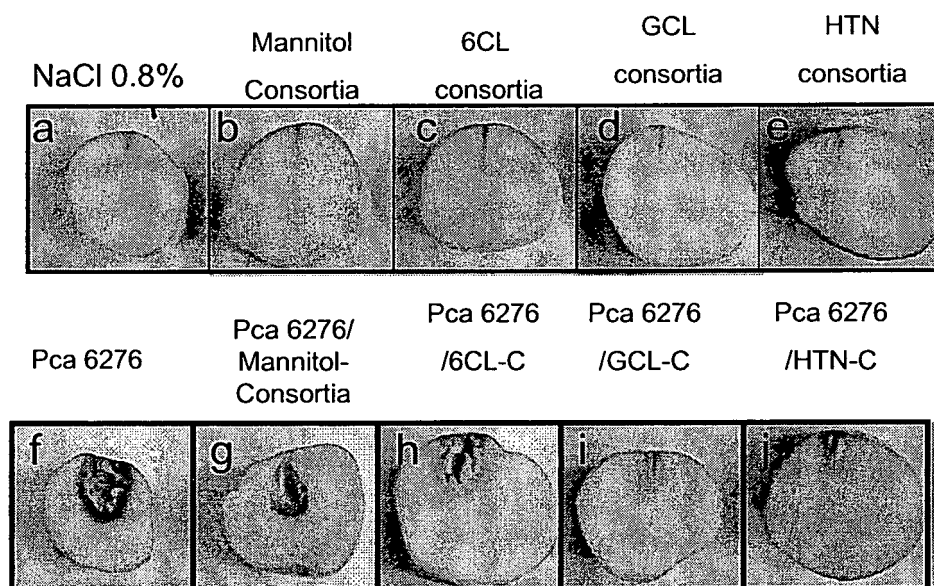 NaCl 0.8%
Mannitol
Consortia
6CL
consortia
GCL
consortia
HTN
consortia
a
b
c
d
e
Pca 6276
Pca 6276/
Mannitol-
Consortia
Pca 6276
/6CL-C
Pca 6276
/GCL-C
Pca 6276
/HTN-C
f
g
h
i
j